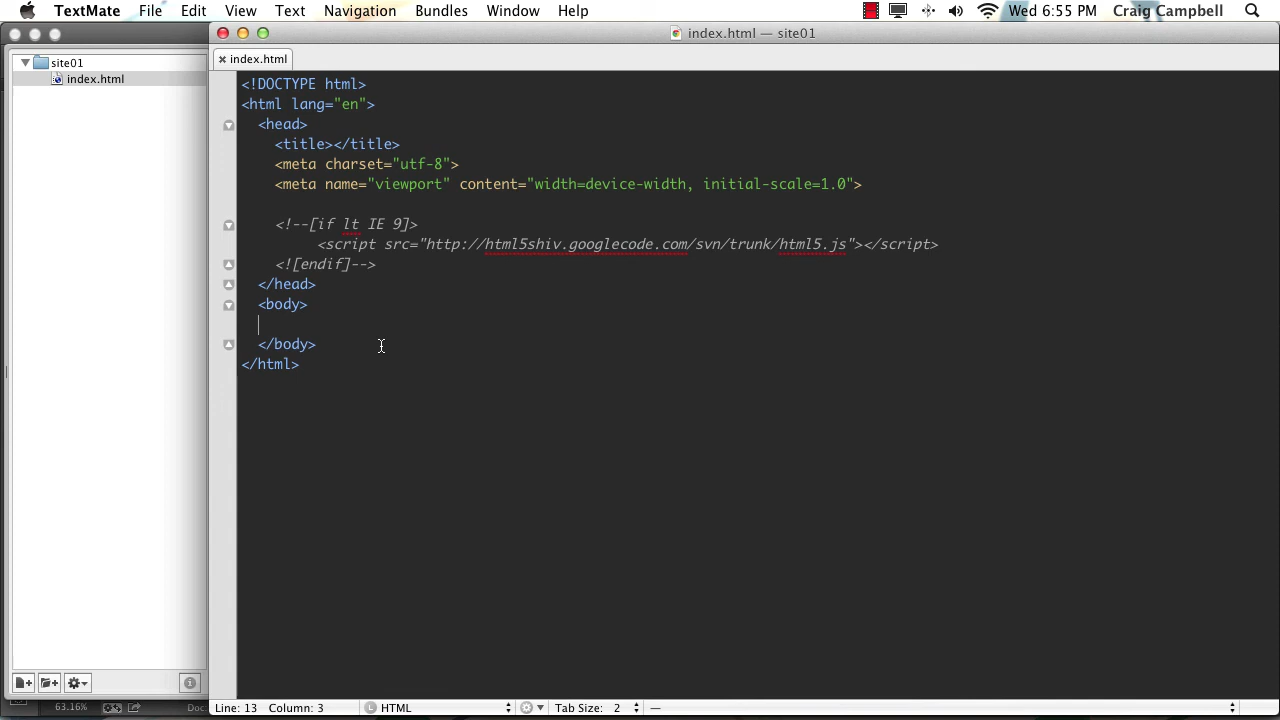 TextMate File Edit View Text Navigation Bundles Window Help Wed 6:55 PM Craig Campbell
index.html — site01
site01
index.html
index.html
<!DOCTYPE html>
<html lang="en">
<head>
<title></title>
<meta charset="utf-8">
<meta name="viewport" content="width=device-width, initial-scale=1.0">
<!--[if lt IE 9]>
<script src="http://html5shiv.googlecode.com/svn/trunk/html5.js"></script>
<![endif]-->
</head>
<body>
</body>
</html>
63.16% Doc:
Line: 13 Column: 3 L HTML Tab Size: 2 —